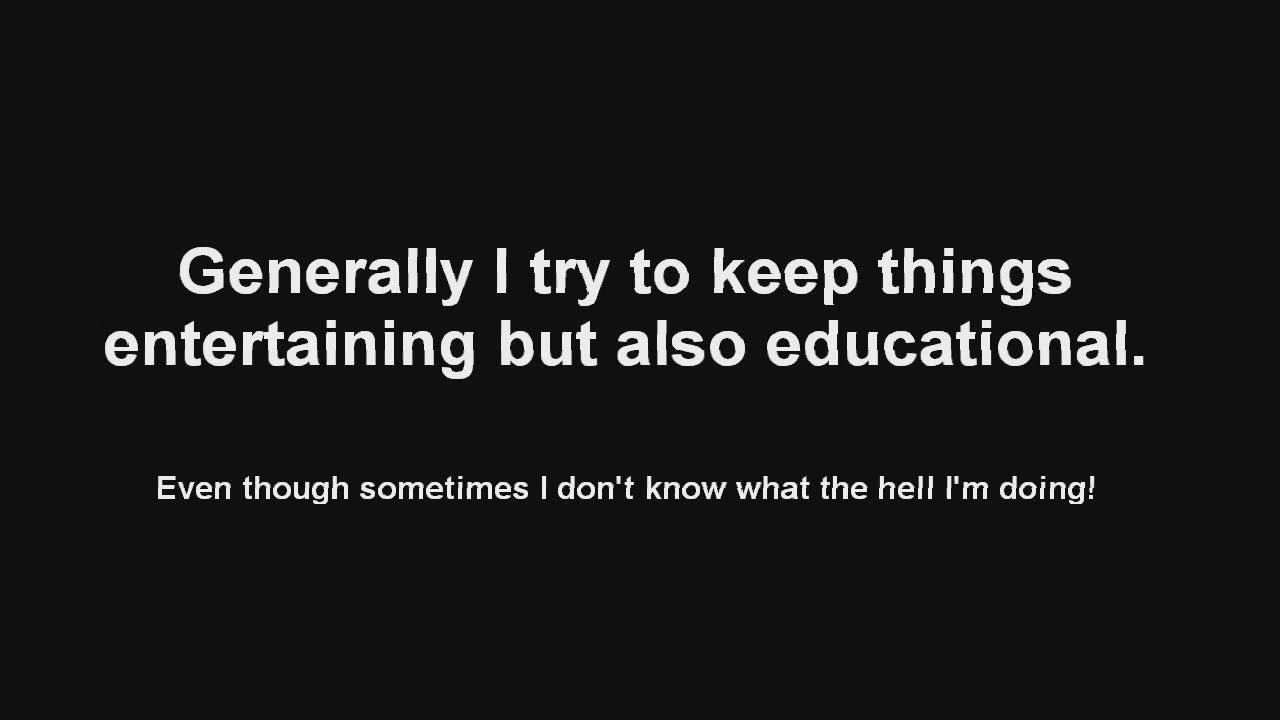 Generally I try to keep things
entertaining but also educational.
Even though sometimes I don't know what the hell I'm doing!